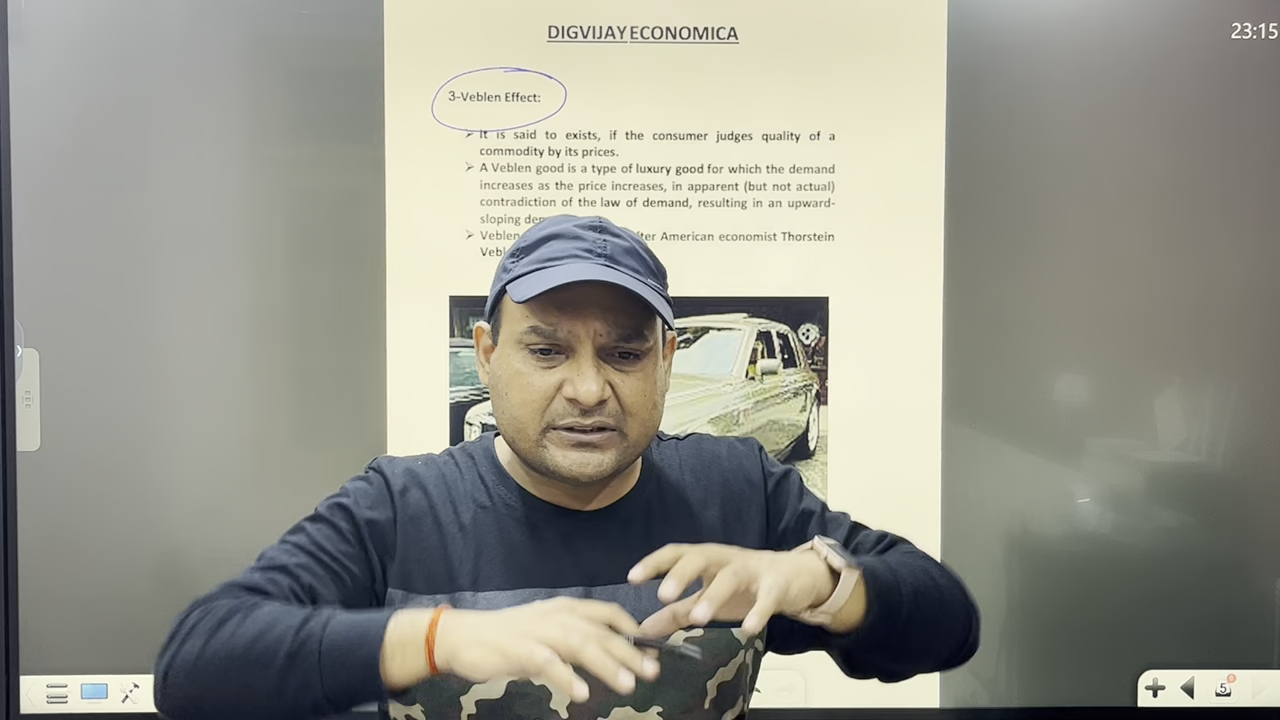 DIGVIJAY ECONOMICA
23:15
3-Veblen Effect:
➢ It is said to exists, if the consumer judges quality of a
commodity by its prices.
➢ A Veblen good is a type of luxury good for which the demand
increases as the price increases, in apparent (but not actual)
contradiction of the law of demand, resulting in an upward-
sloping
➢ Veblen American economist Thorstein
5